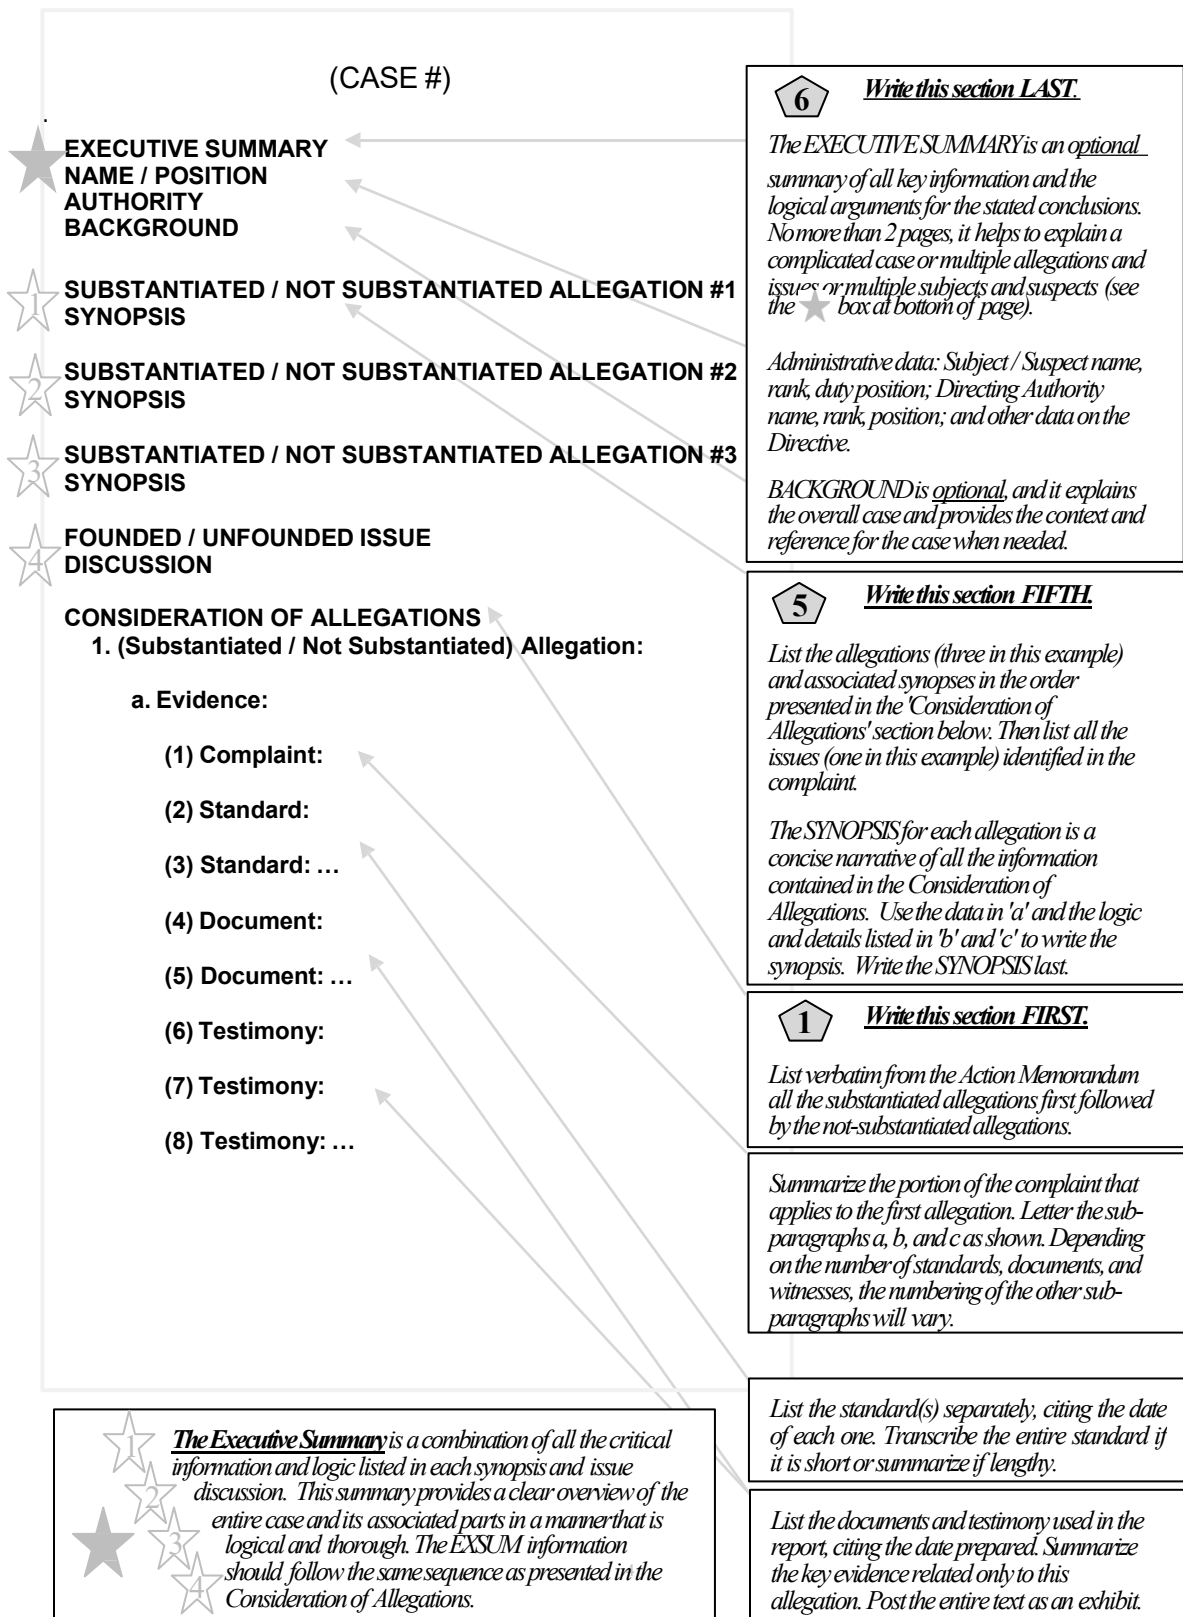 (CASE #)
.
EXECUTIVE SUMMARY
NAME / POSITION
AUTHORITY
BACKGROUND
1
SUBSTANTIATED / NOT SUBSTANTIATED ALLEGATION #1
SYNOPSIS
2
SUBSTANTIATED / NOT SUBSTANTIATED ALLEGATION #2
SYNOPSIS
3
SUBSTANTIATED / NOT SUBSTANTIATED ALLEGATION #3
SYNOPSIS
4
FOUNDED / UNFOUNDED ISSUE
DISCUSSION
CONSIDERATION OF ALLEGATIONS
1. (Substantiated / Not Substantiated) Allegation:
a. Evidence:
(1) Complaint:
(2) Standard:
(3) Standard: …
(4) Document:
(5) Document: …
(6) Testimony:
(7) Testimony:
(8) Testimony: …
6 Write this section LAST.
The EXECUTIVE SUMMARY is an optional
summary of all key information and the
logical arguments for the stated conclusions.
No more than 2 pages, it helps to explain a
complicated case or multiple allegations and
issues or multiple subjects and suspects (see
the box at bottom of page).
Administrative data: Subject / Suspect name,
rank, duty position; Directing Authority
name, rank, position; and other data on the
Directive.
BACKGROUND is optional, and it explains
the overall case and provides the context and
reference for the case when needed.
5 Write this section FIFTH.
List the allegations (three in this example)
and associated synopses in the order
presented in the 'Consideration of
Allegations' section below. Then list all the
issues (one in this example) identified in the
complaint.
The SYNOPSIS for each allegation is a
concise narrative of all the information
contained in the Consideration of
Allegations. Use the data in 'a' and the logic
and details listed in 'b' and 'c' to write the
synopsis. Write the SYNOPSIS last.
1 Write this section FIRST.
List verbatim from the Action Memorandum
all the substantiated allegations first followed
by the not-substantiated allegations.
Summarize the portion of the complaint that
applies to the first allegation. Letter the sub-
paragraphs a, b, and c as shown. Depending
on the number of standards, documents, and
witnesses, the numbering of the other sub-
paragraphs will vary.
List the standard(s) separately, citing the date
of each one. Transcribe the entire standard if
it is short or summarize if lengthy.
List the documents and testimony used in the
report, citing the date prepared. Summarize
the key evidence related only to this
allegation. Post the entire text as an exhibit.
1
2
3
4
The Executive Summary is a combination of all the critical
information and logic listed in each synopsis and issue
discussion. This summary provides a clear overview of the
entire case and its associated parts in a manner that is
logical and thorough. The EXSUM information
should follow the same sequence as presented in the
Consideration of Allegations.